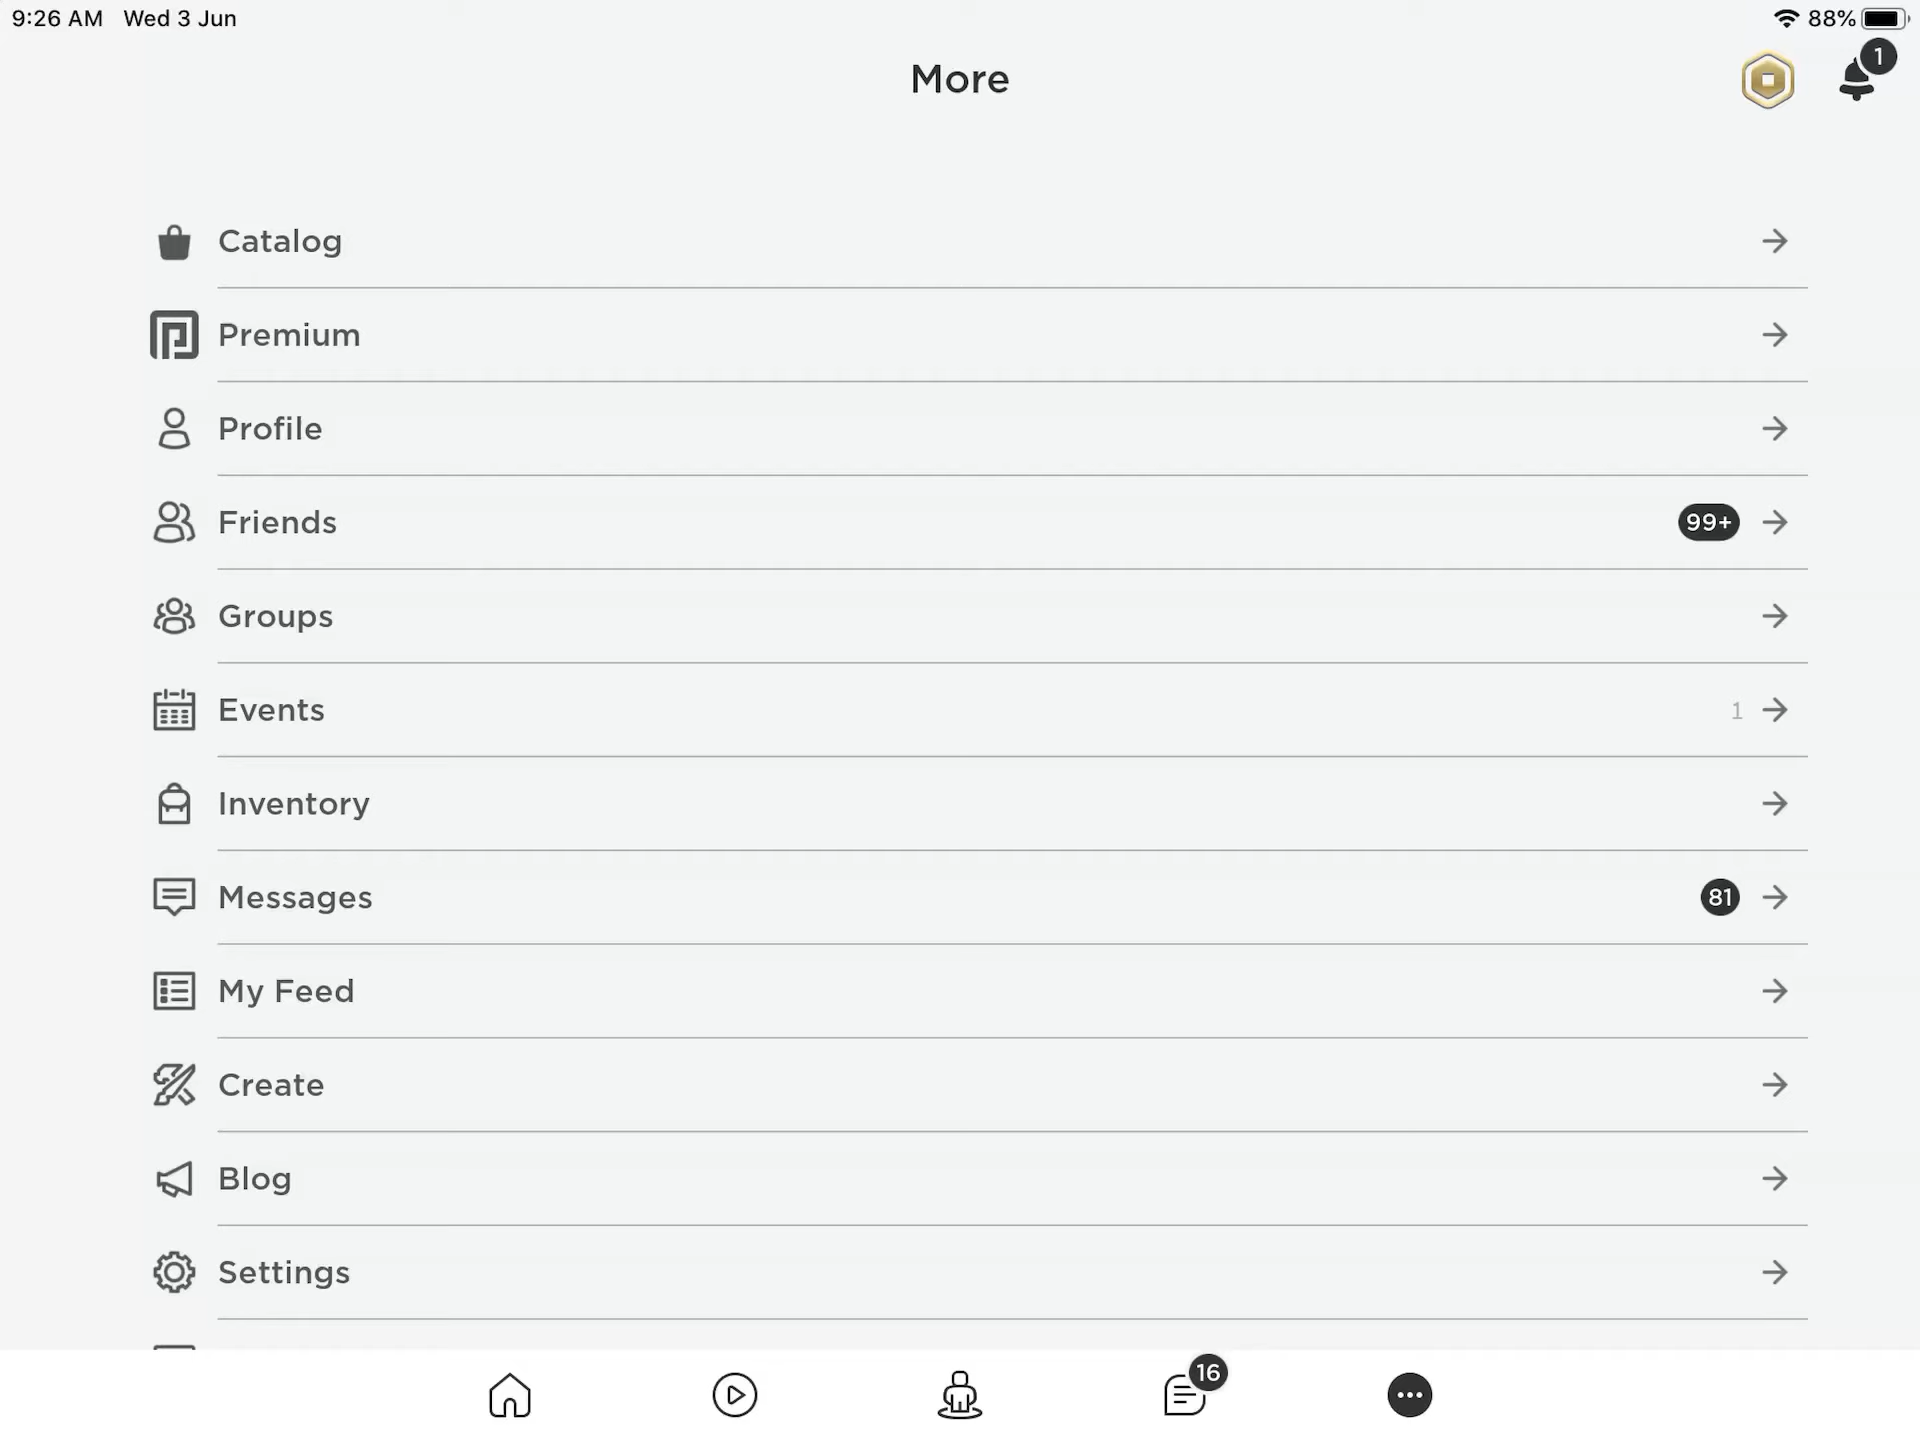 9:26 AM Wed 3 Jun 88%
1
More
Catalog
Premium
Profile
Friends 99+
Groups
Events 1
Inventory
Messages 81
My Feed
Create
Blog
Settings
16